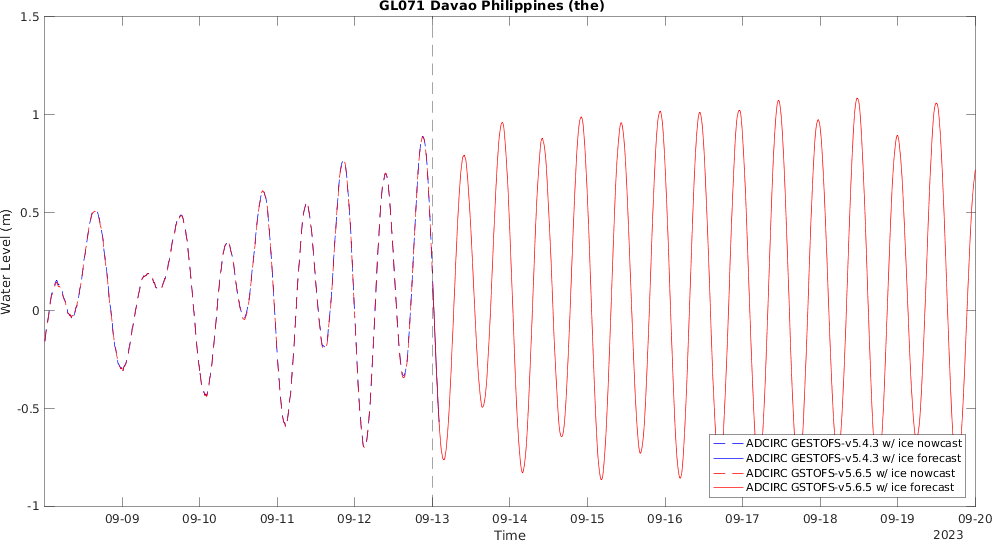 GL071 Davao Philippines (the)
1.5
1
0.5
0
-0.5
-1
Water Level (m)
09-09 09-10 09-11 09-12 09-13 09-14 09-15 09-16 09-17 09-18 09-19 09-20
Time
2023
ADCIRC GESTOFS-v5.4.3 w/ ice nowcast
ADCIRC GESTOFS-v5.4.3 w/ ice forecast
ADCIRC GSTOFS-v5.6.5 w/ ice nowcast
ADCIRC GSTOFS-v5.6.5 w/ ice forecast